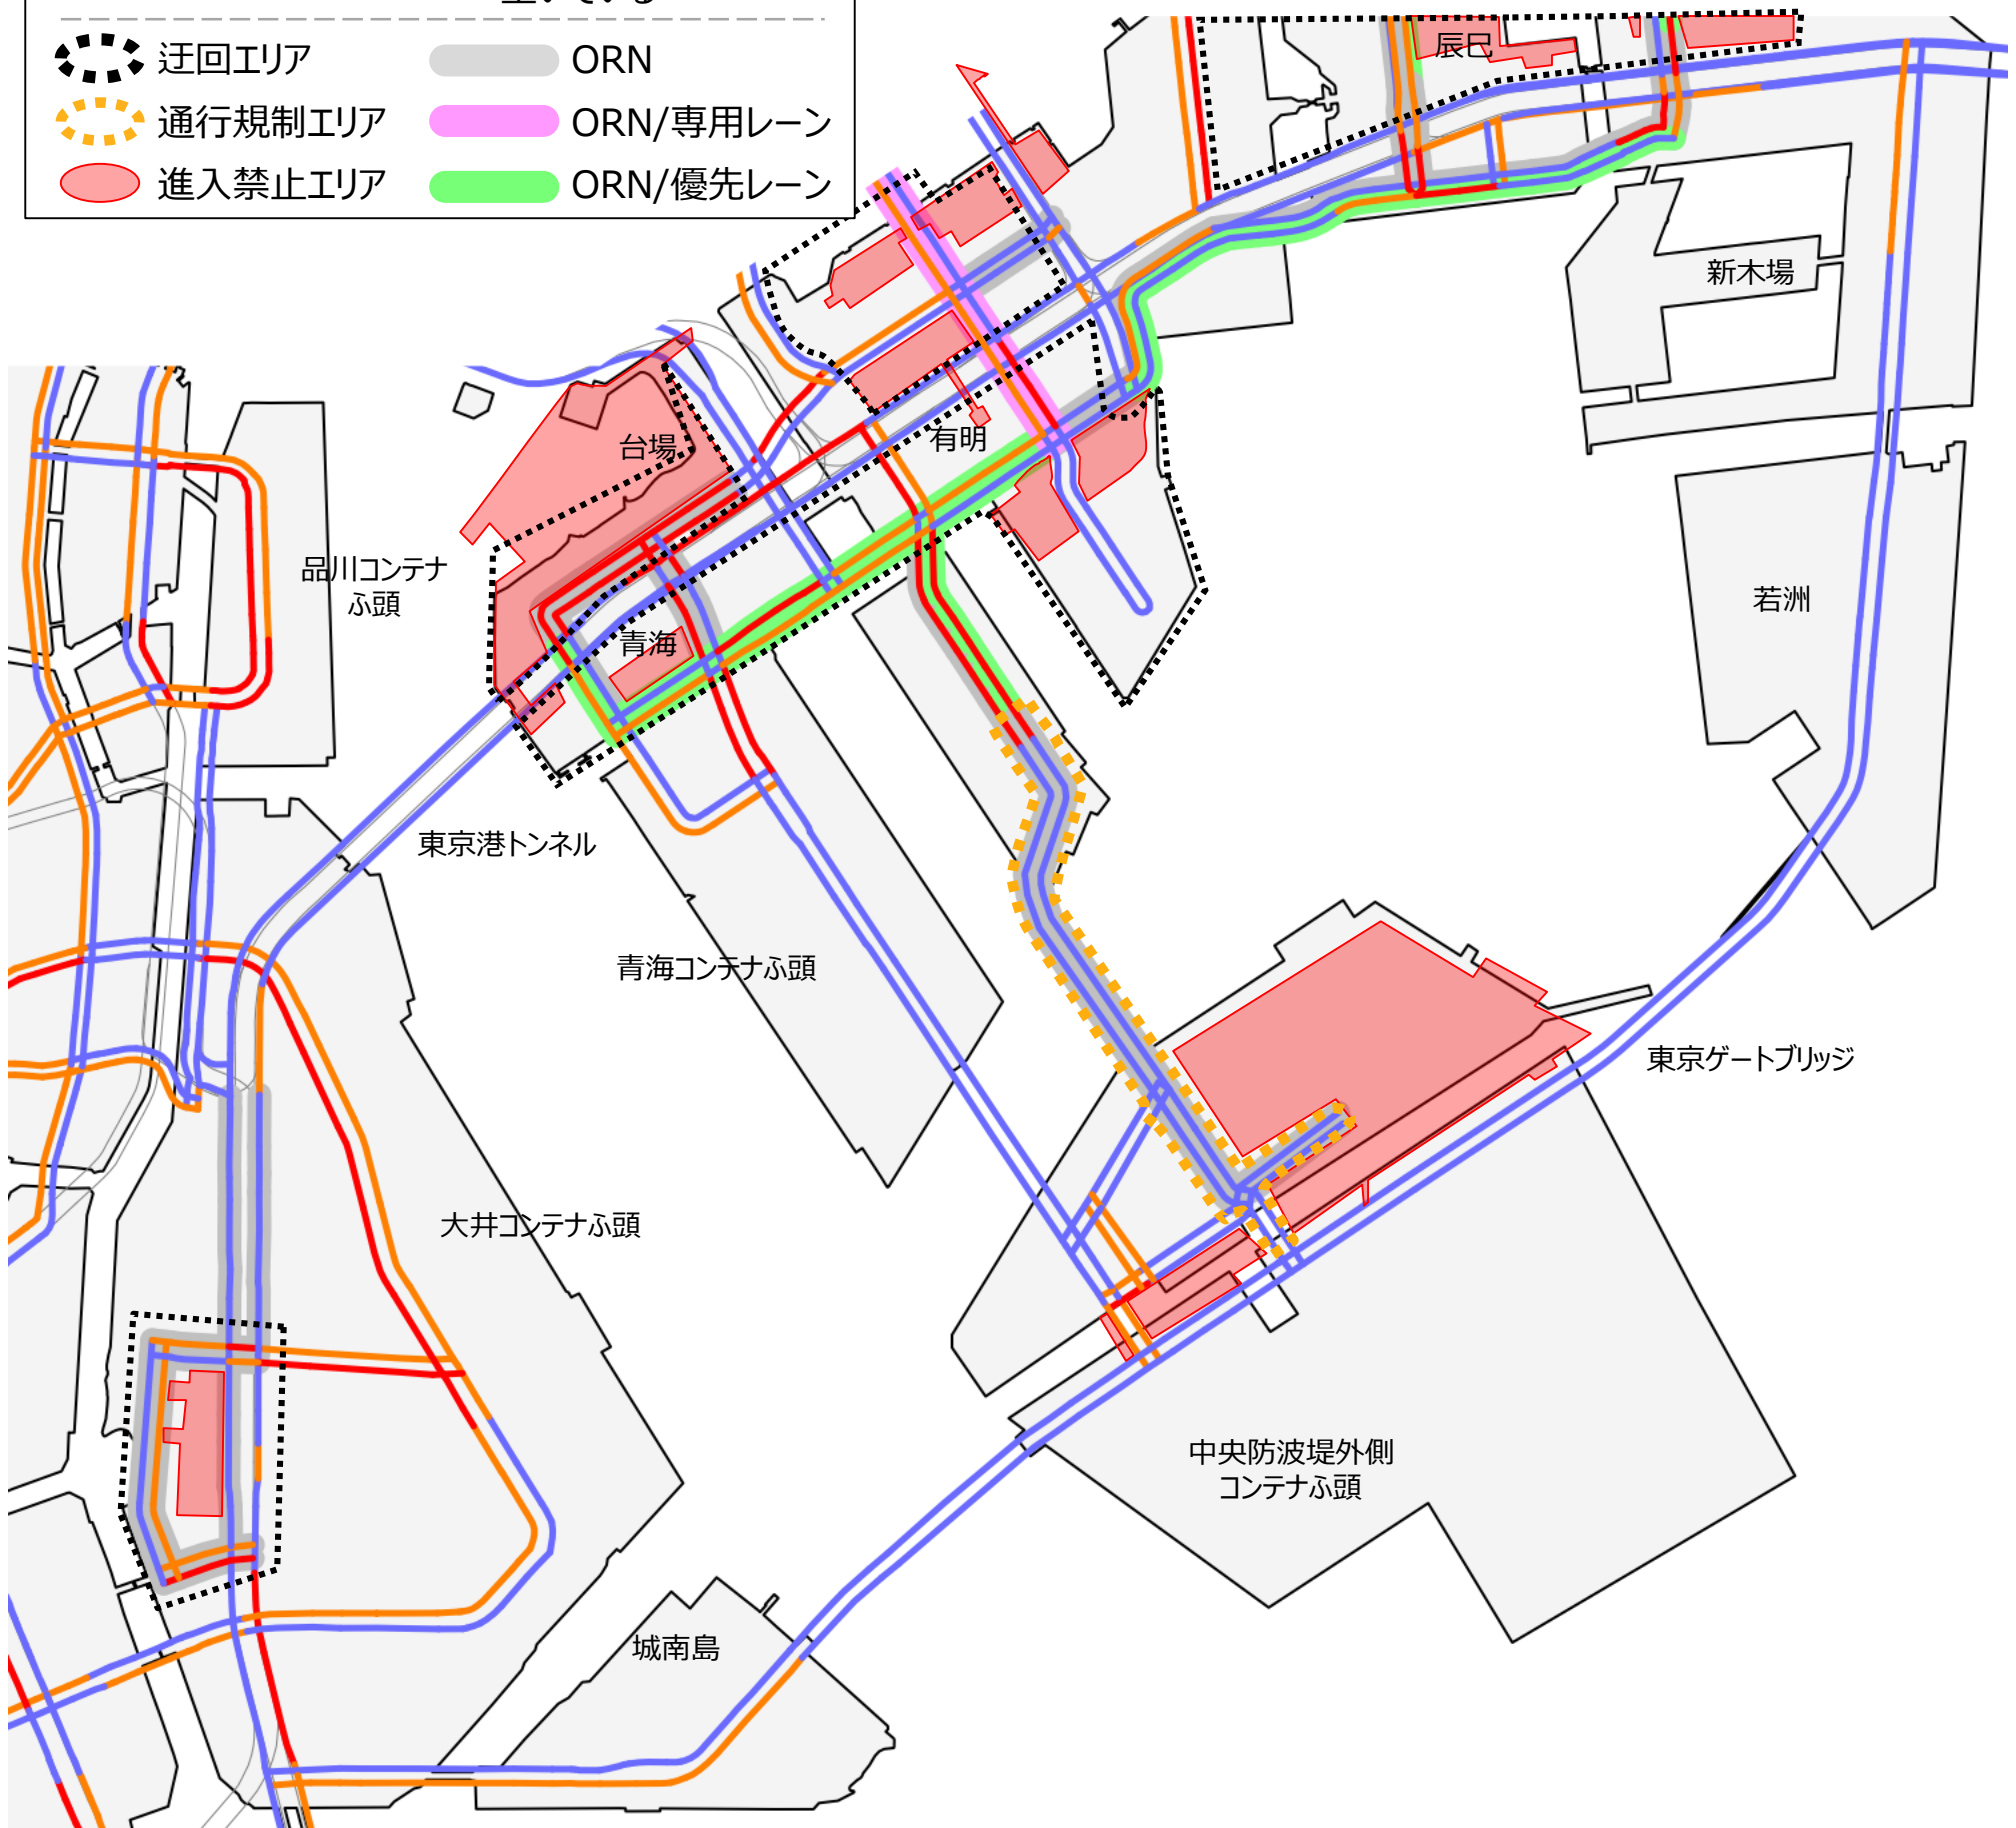 空いている
迂回エリア
ORN
通行規制エリア
ORN/専用レーン
進入禁止エリア
ORN/優先レーン
辰巳
新木場
台場
有明
品川コンテナ
ふ頭
若洲
青海
東京港トンネル
青海コンテナふ頭
東京ゲートブリッジ
大井コンテナふ頭
中央防波堤外側
コンテナふ頭
城南島